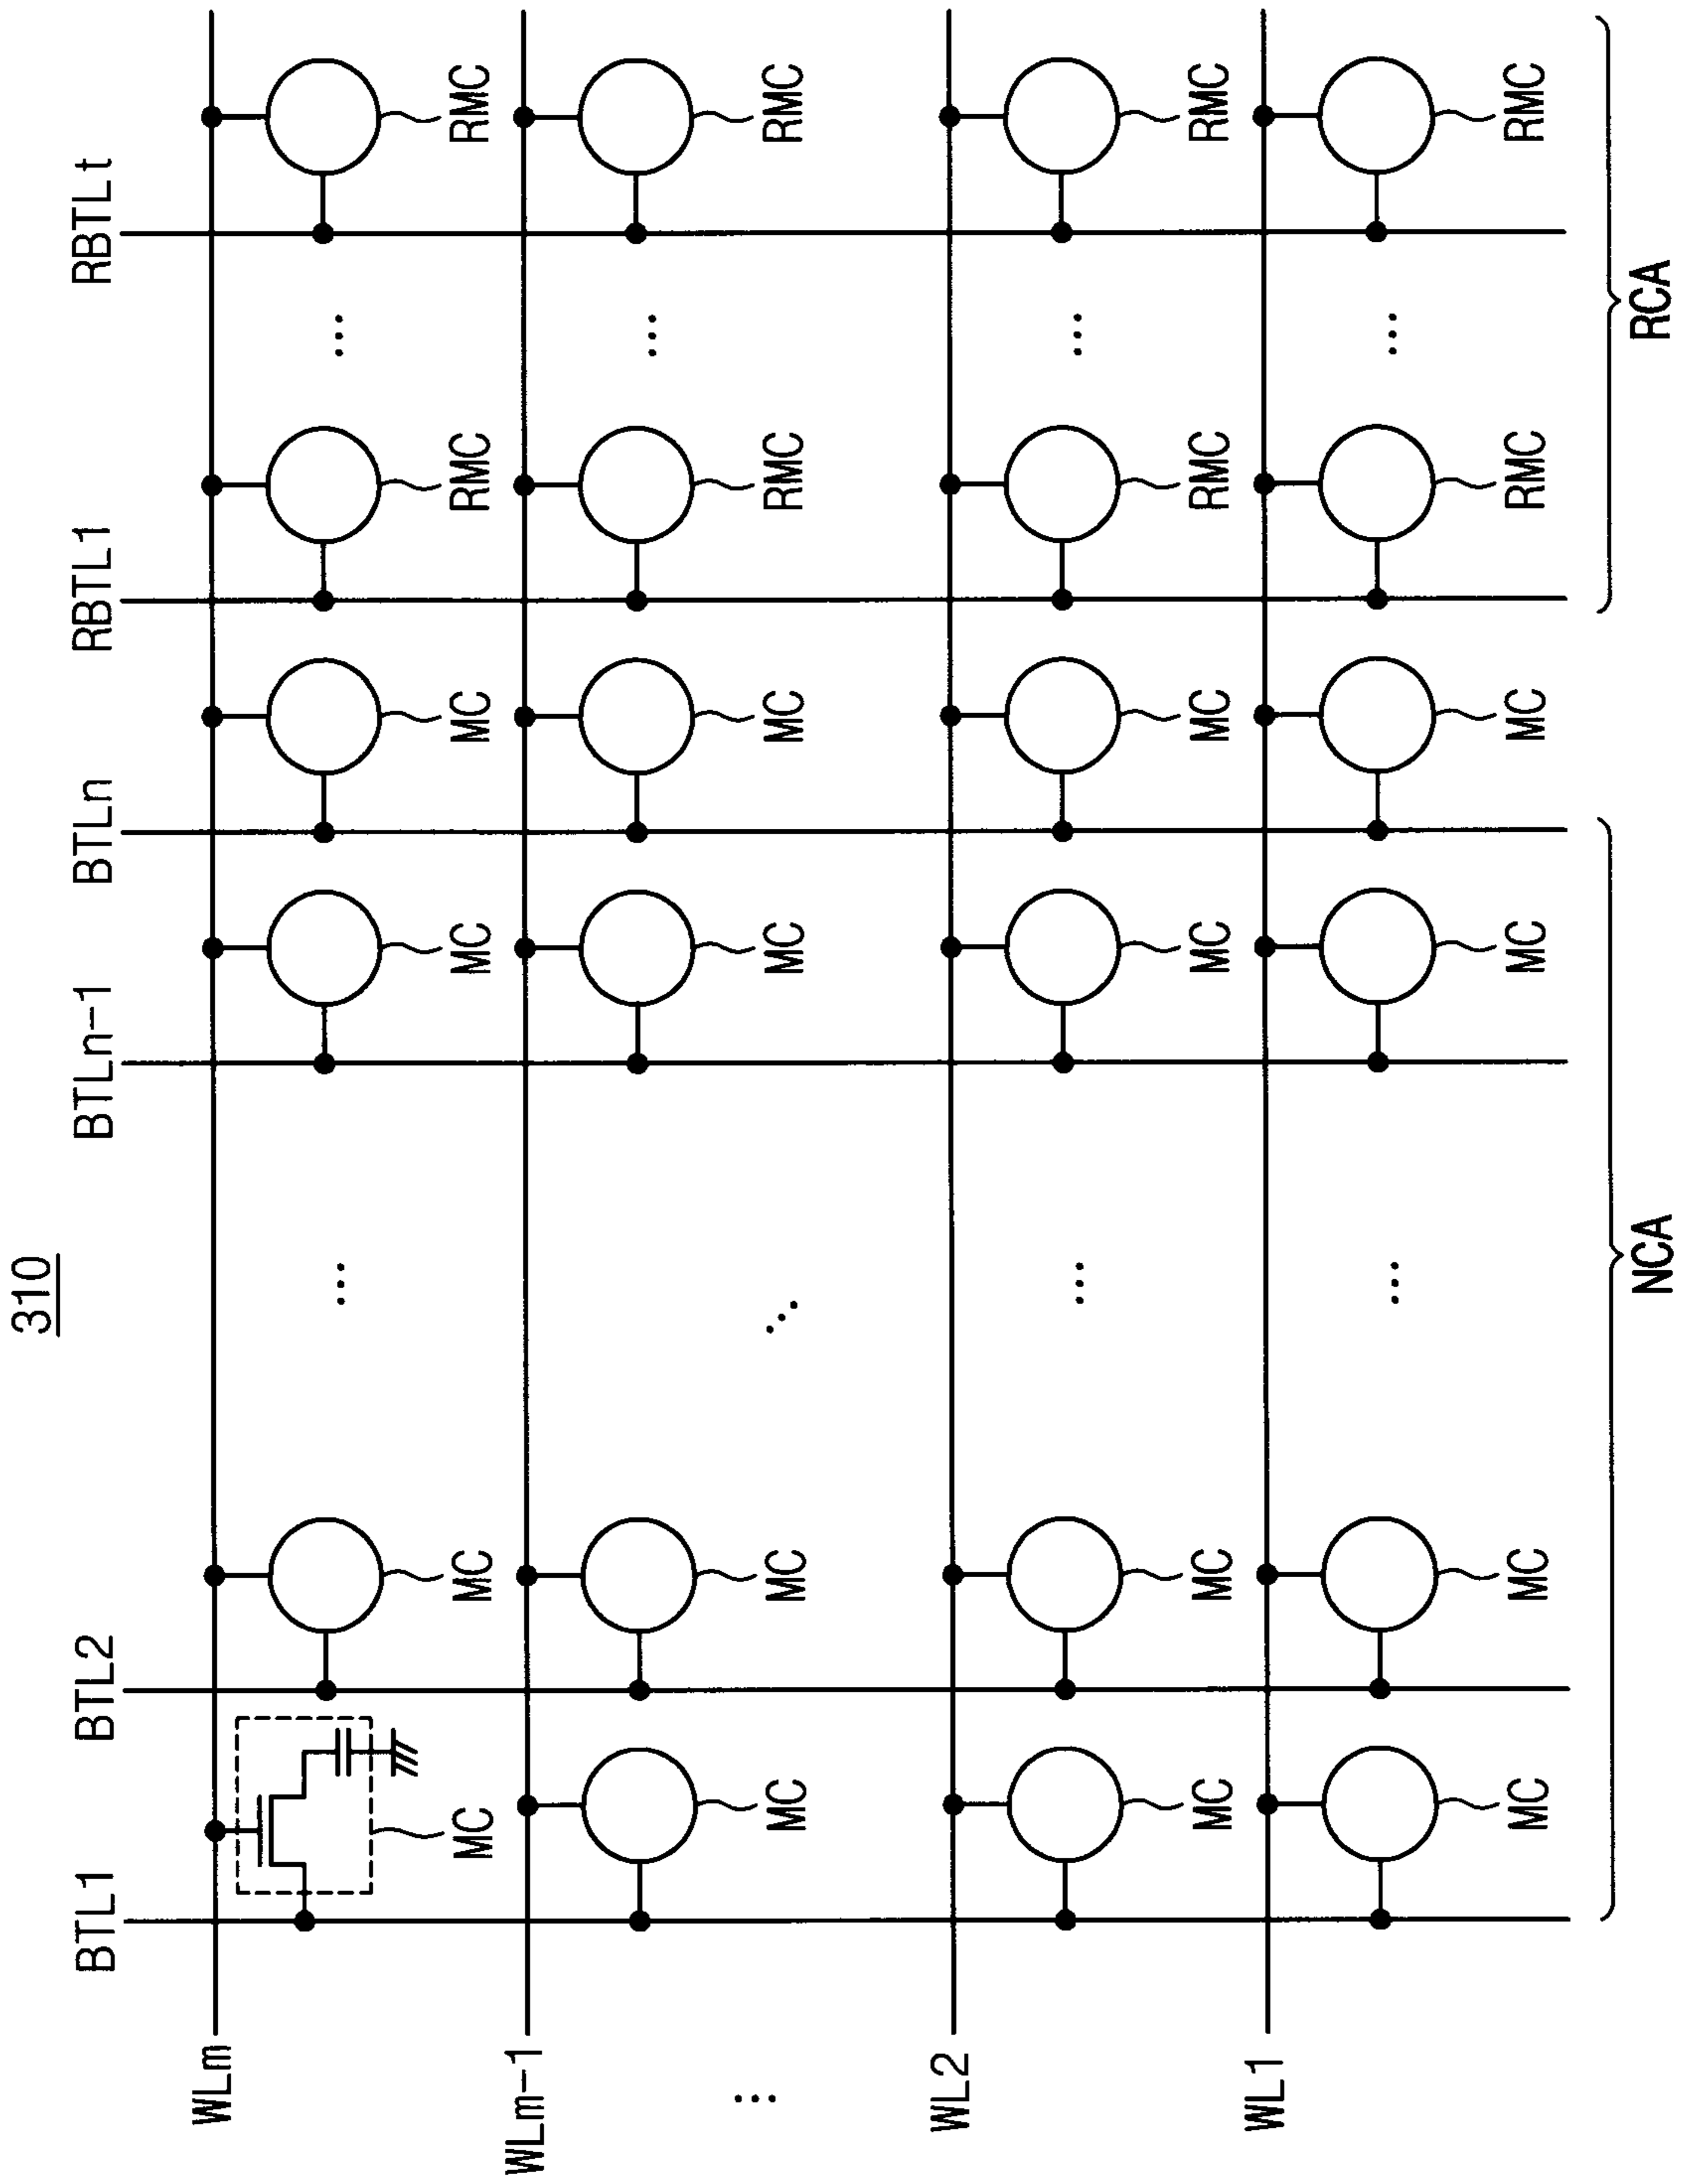 310
BTL1 BTL2 BTLn-1 BTLn RBTL1 RBTLt
WLm
MC MC MC MC RMC RMC
WLm-1
MC MC MC MC RMC RMC
WL2
MC MC MC MC RMC RMC
WL1
MC MC MC MC RMC RMC
NCA RCA